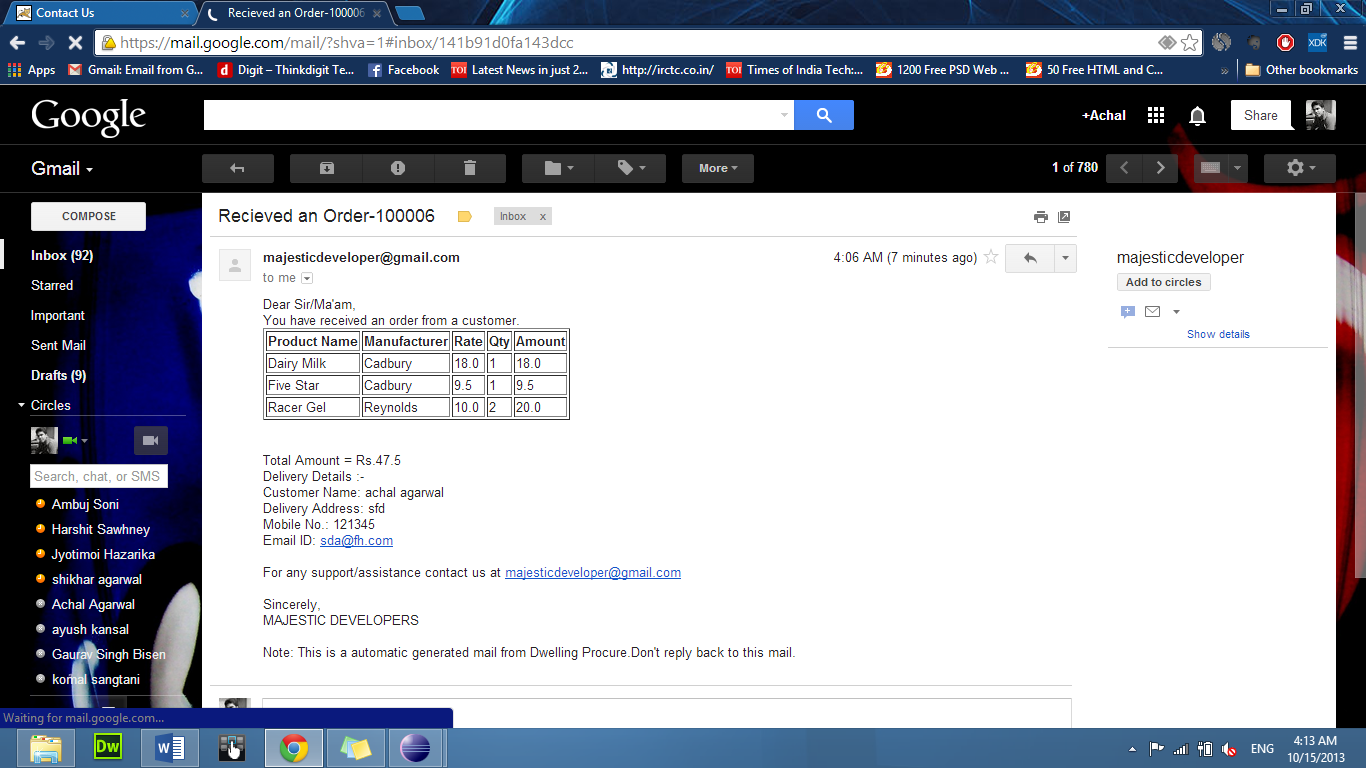 Contact Us
Recieved an Order-100006
https://mail.google.com/mail/?shva=1#inbox/141b91d0fa143dcc
XDK
Apps
Gmail: Email from G...
d Digit – Thinkdigit Te...
Facebook
TOI Latest News in just 2...
http://irctc.co.in/
TOI Times of India Tech:...
1200 Free PSD Web ...
50 Free HTML and C...
»
Other bookmarks
Google
+Achal
Share
Gmail
More
1 of 780
COMPOSE
Recieved an Order-100006
Inbox x
Inbox (92)
Starred
Important
Sent Mail
Drafts (9)
Circles
Search, chat, or SMS
Ambuj Soni
Harshit Sawhney
Jyotimoi Hazarika
shikhar agarwal
Achal Agarwal
ayush kansal
Gaurav Singh Bisen
komal sangtani
majesticdeveloper@gmail.com
4:06 AM (7 minutes ago)
to me
Dear Sir/Ma'am,
You have received an order from a customer.
Product Name Manufacturer Rate Qty Amount
Dairy Milk Cadbury 18.0 1 18.0
Five Star Cadbury 9.5 1 9.5
Racer Gel Reynolds 10.0 2 20.0
Total Amount = Rs.47.5
Delivery Details :-
Customer Name: achal agarwal
Delivery Address: sfd
Mobile No.: 121345
Email ID: sda@fh.com
For any support/assistance contact us at majesticdeveloper@gmail.com
Sincerely,
MAJESTIC DEVELOPERS
Note: This is a automatic generated mail from Dwelling Procure.Don't reply back to this mail.
majesticdeveloper
Add to circles
Show details
Waiting for mail.google.com...
Dw
W
ENG
4:13 AM
10/15/2013